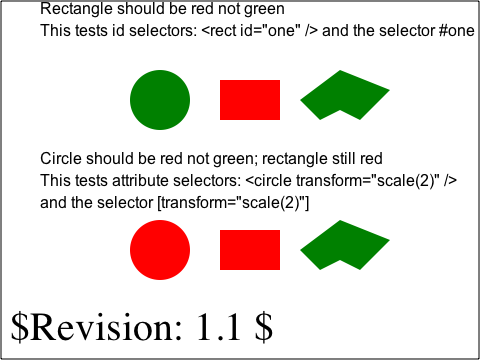 Rectangle should be red not green
This tests id selectors: <rect id="one" /> and the selector #one
Circle should be red not green; rectangle still red
This tests attribute selectors: <circle transform="scale(2)" />
and the selector [transform="scale(2)"]
$Revision: 1.1 $